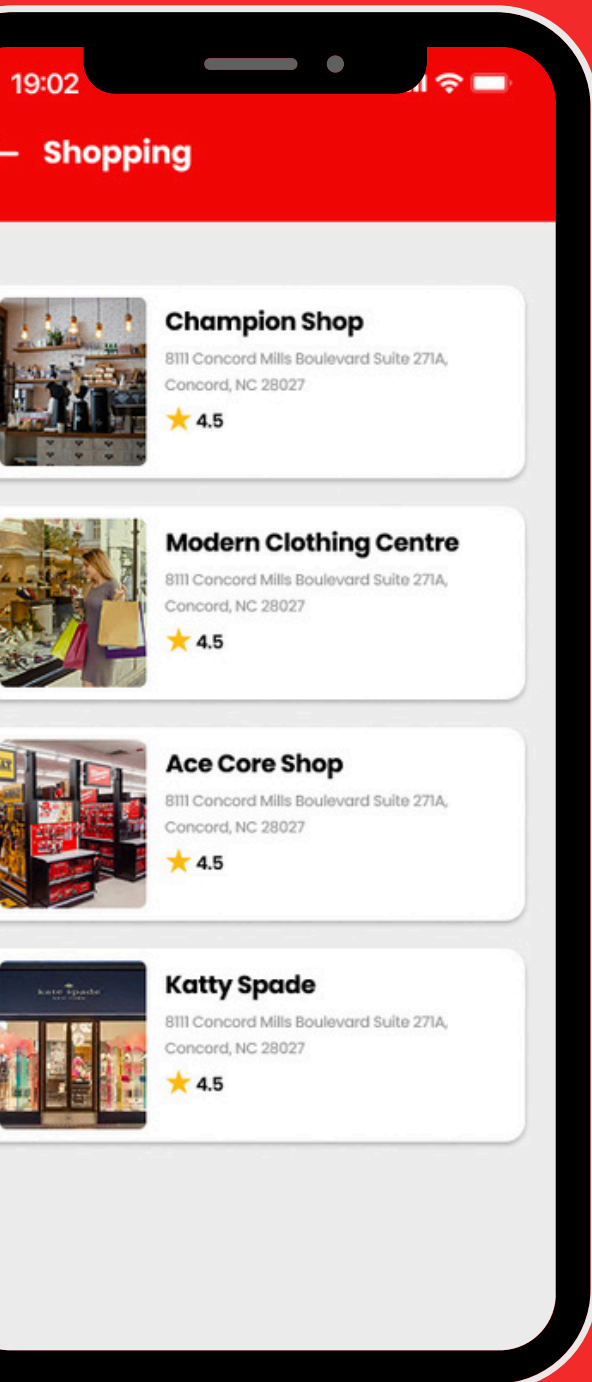 19:02
Shopping
Champion Shop
8111 Concord Mills Boulevard Suite 271A,
Concord, NC 28027
4.5
Modern Clothing Centre
8111 Concord Mills Boulevard Suite 271A,
Concord, NC 28027
4.5
Ace Core Shop
8111 Concord Mills Boulevard Suite 271A,
Concord, NC 28027
4.5
kate spade
Katty Spade
8111 Concord Mills Boulevard Suite 271A,
Concord, NC 28027
4.5